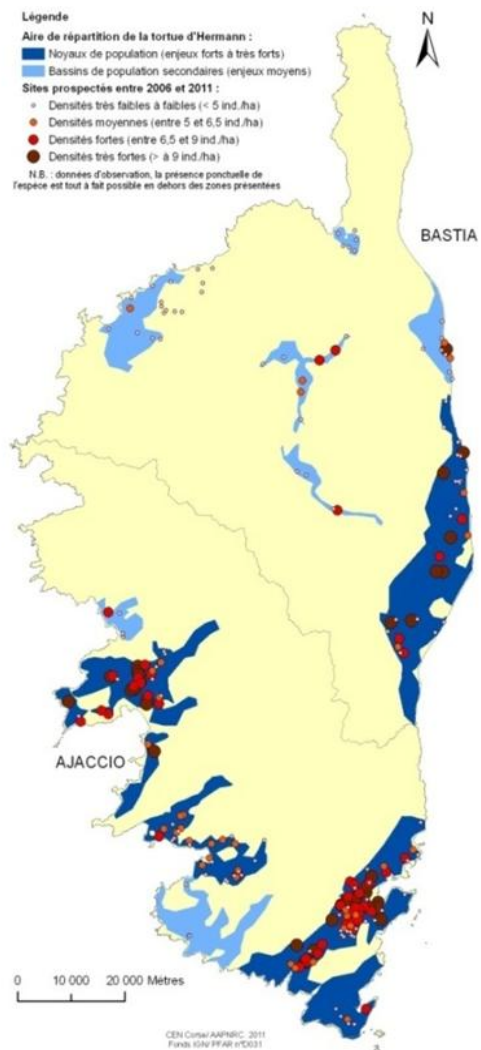 Légende
Aire de répartition de la tortue d'Hermann :
Noyaux de population (enjeux forts à très forts)
Bassins de population secondaires (enjeux moyens)
Sites prospectés entre 2006 et 2011 :
Densités très faibles à faibles (< 5 ind./ha)
Densités moyennes (entre 5 et 6,5 ind./ha)
Densités fortes (entre 6,5 et 9 ind./ha)
Densités très fortes (> à 9 ind./ha)
N.B. : données d'observation, la présence ponctuelle de
l'espèce est tout à fait possible en dehors des zones présentées
N
BASTIA
AJACCIO
0 10 000 20 000 Mètres
CEN Corse/ AAPNRC 2011
Fonds IGN/ PFAR n°D031